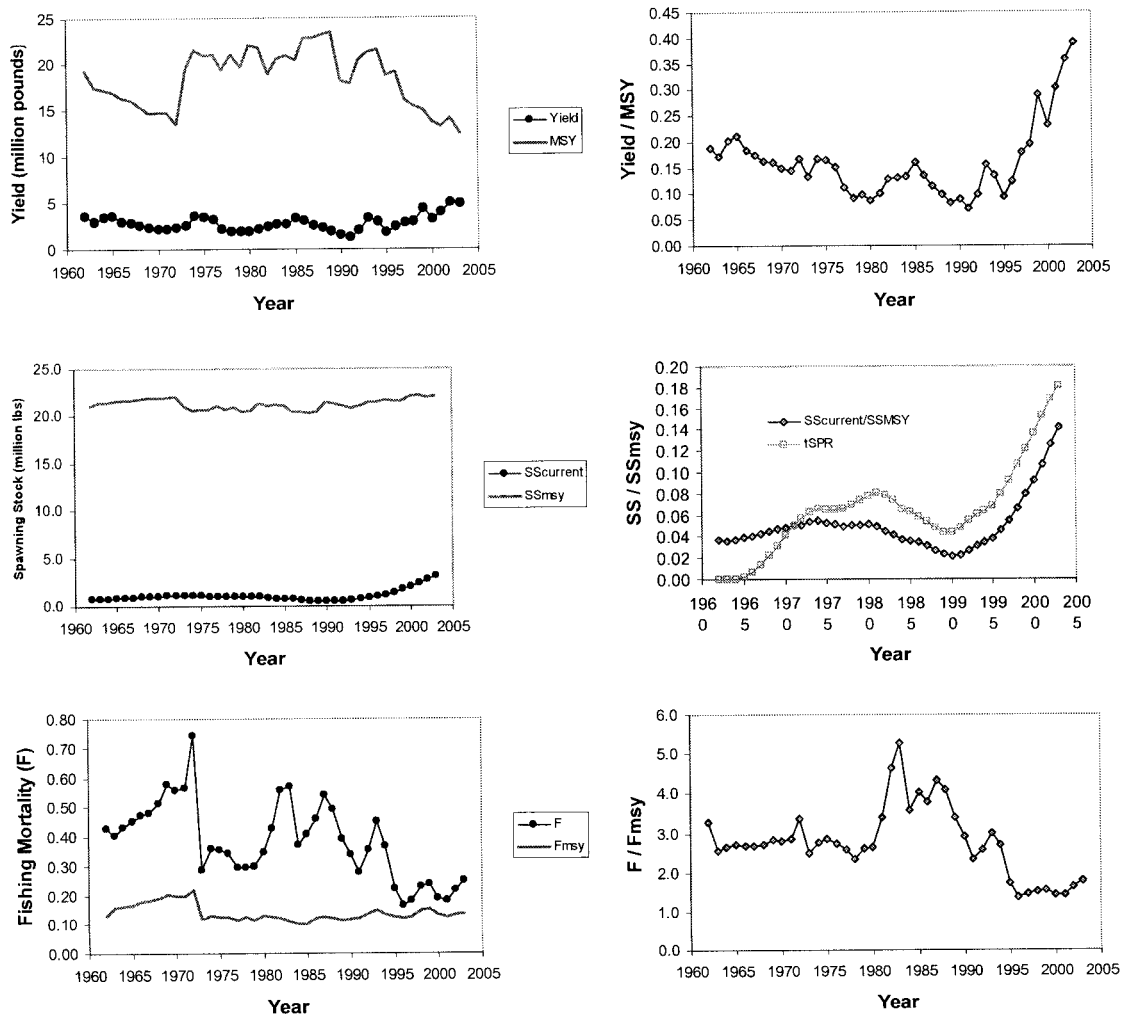 Yield (million pounds)
25
20
15
10
5
0
1960 1965 1970 1975 1980 1985 1990 1995 2000 2005
Year
Yield
MSY
Yield / MSY
0.45
0.40
0.35
0.30
0.25
0.20
0.15
0.10
0.05
0.00
1960 1965 1970 1975 1980 1985 1990 1995 2000 2005
Year
Spawning Stock (million lbs)
25.0
20.0
15.0
10.0
5.0
0.0
1960 1965 1970 1975 1980 1985 1990 1995 2000 2005
Year
SScurrent
SSmsy
SS / SSmsy
0.20
0.18
0.16
0.14
0.12
0.10
0.08
0.06
0.04
0.02
0.00
SScurrent/SSMSY
tSPR
196 196 197 197 198 198 199 199 200 200
0 5 0 5 0 5 0 5 0 5
Year
Fishing Mortality (F)
0.80
0.70
0.60
0.50
0.40
0.30
0.20
0.10
0.00
1960 1965 1970 1975 1980 1985 1990 1995 2000 2005
Year
F
Fmsy
F / Fmsy
6.0
5.0
4.0
3.0
2.0
1.0
0.0
1960 1965 1970 1975 1980 1985 1990 1995 2000 2005
Year